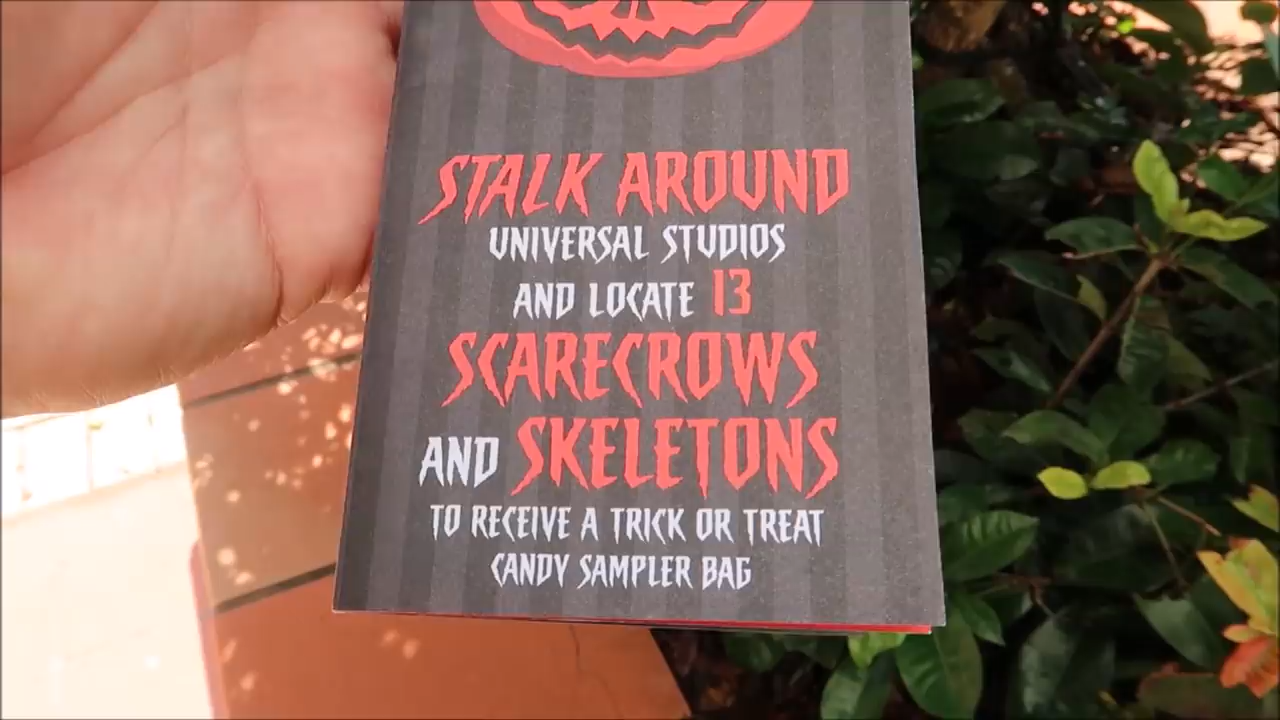 STALK AROUND
UNIVERSAL STUDIOS
AND LOCATE 13
SCARECROWS
AND SKELETONS
TO RECEIVE A TRICK OR TREAT
CANDY SAMPLER BAG